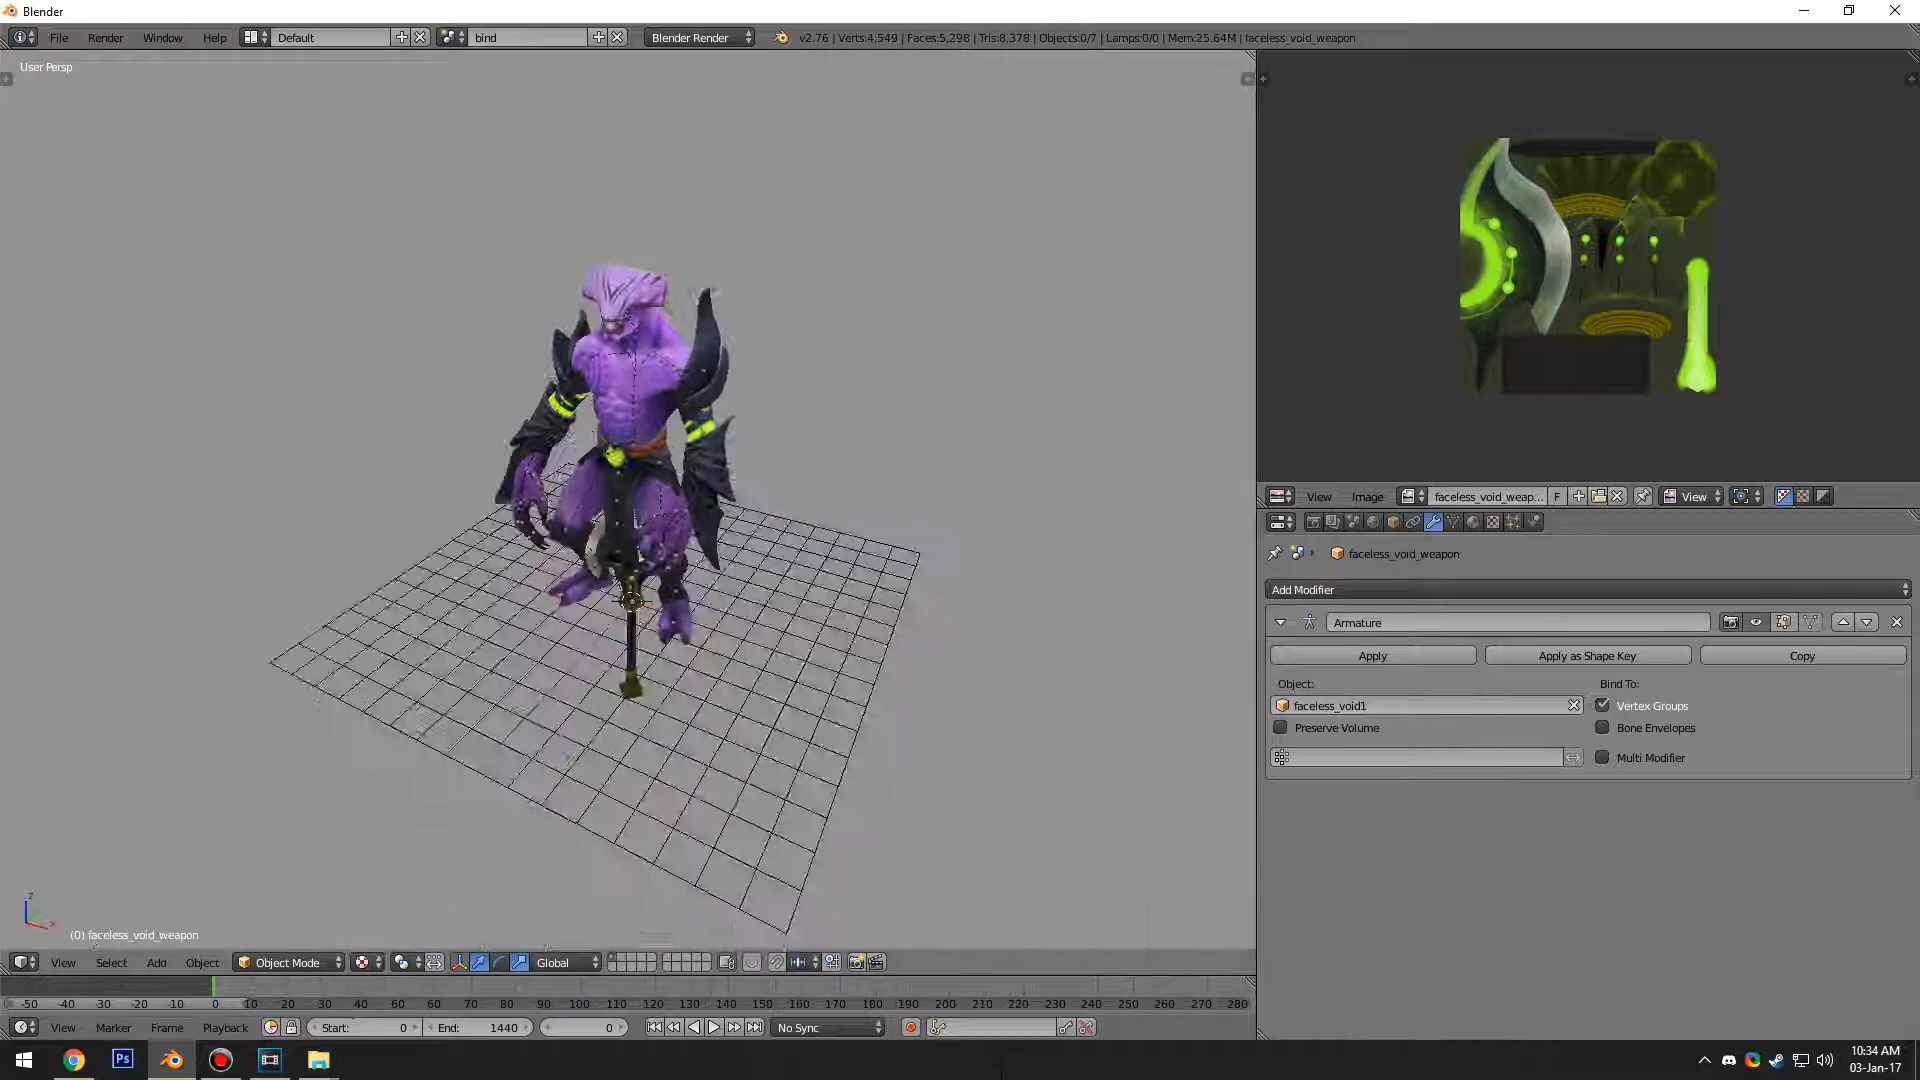 Blender
File Render Window Help Default bind Blender Render v2.76 | Verts:4,549 | Faces:5,298 | Tris:8,378 | Objects:0/7 | Lamps:0/0 | Mem:25.64M | faceless_void_weapon
User Persp
View Image faceless_void_weap... F View
faceless_void_weapon
Add Modifier
Armature
Apply Apply as Shape Key Copy
Object: Bind To:
faceless_void1 Vertex Groups
Preserve Volume Bone Envelopes
Multi Modifier
z
x
(0) faceless_void_weapon
View Select Add Object Object Mode Global
-50 -40 -30 -20 -10 0 10 20 30 40 50 60 70 80 90 100 110 120 130 140 150 160 170 180 190 200 210 220 230 240 250 260 270 280
View Marker Frame Playback Start: 0 End: 1440 0 No Sync
Ps
10:34 AM
03-Jan-17